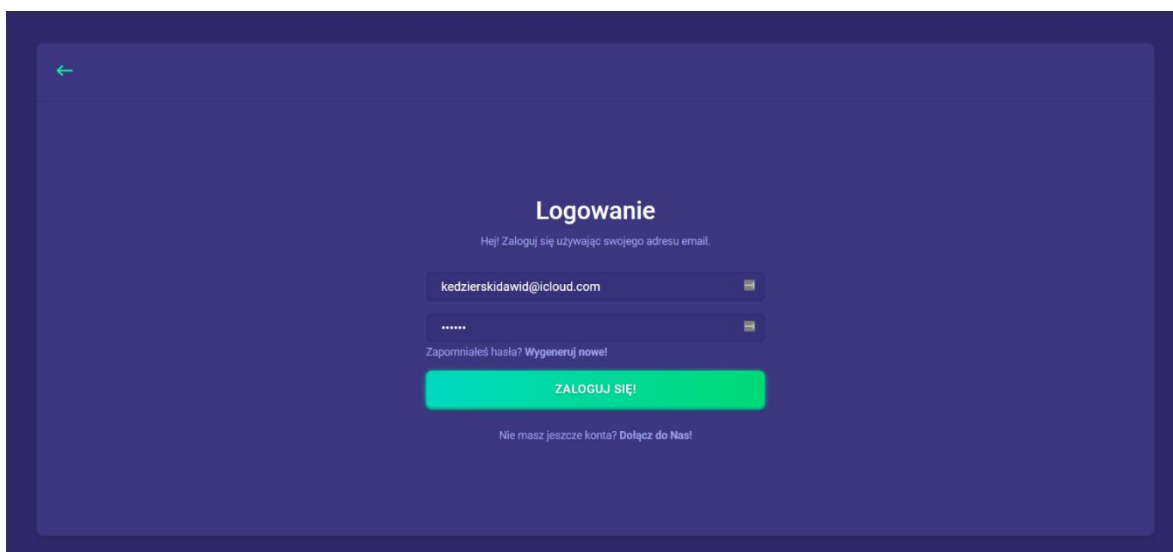 Logowanie
Hej! Zaloguj się używając swojego adresu email.
kedzierskidawid@icloud.com
••••••
Zapomniałeś hasła? Wygeneruj nowe!
ZALOGUJ SIĘ!
Nie masz jeszcze konta? Dołącz do Nas!